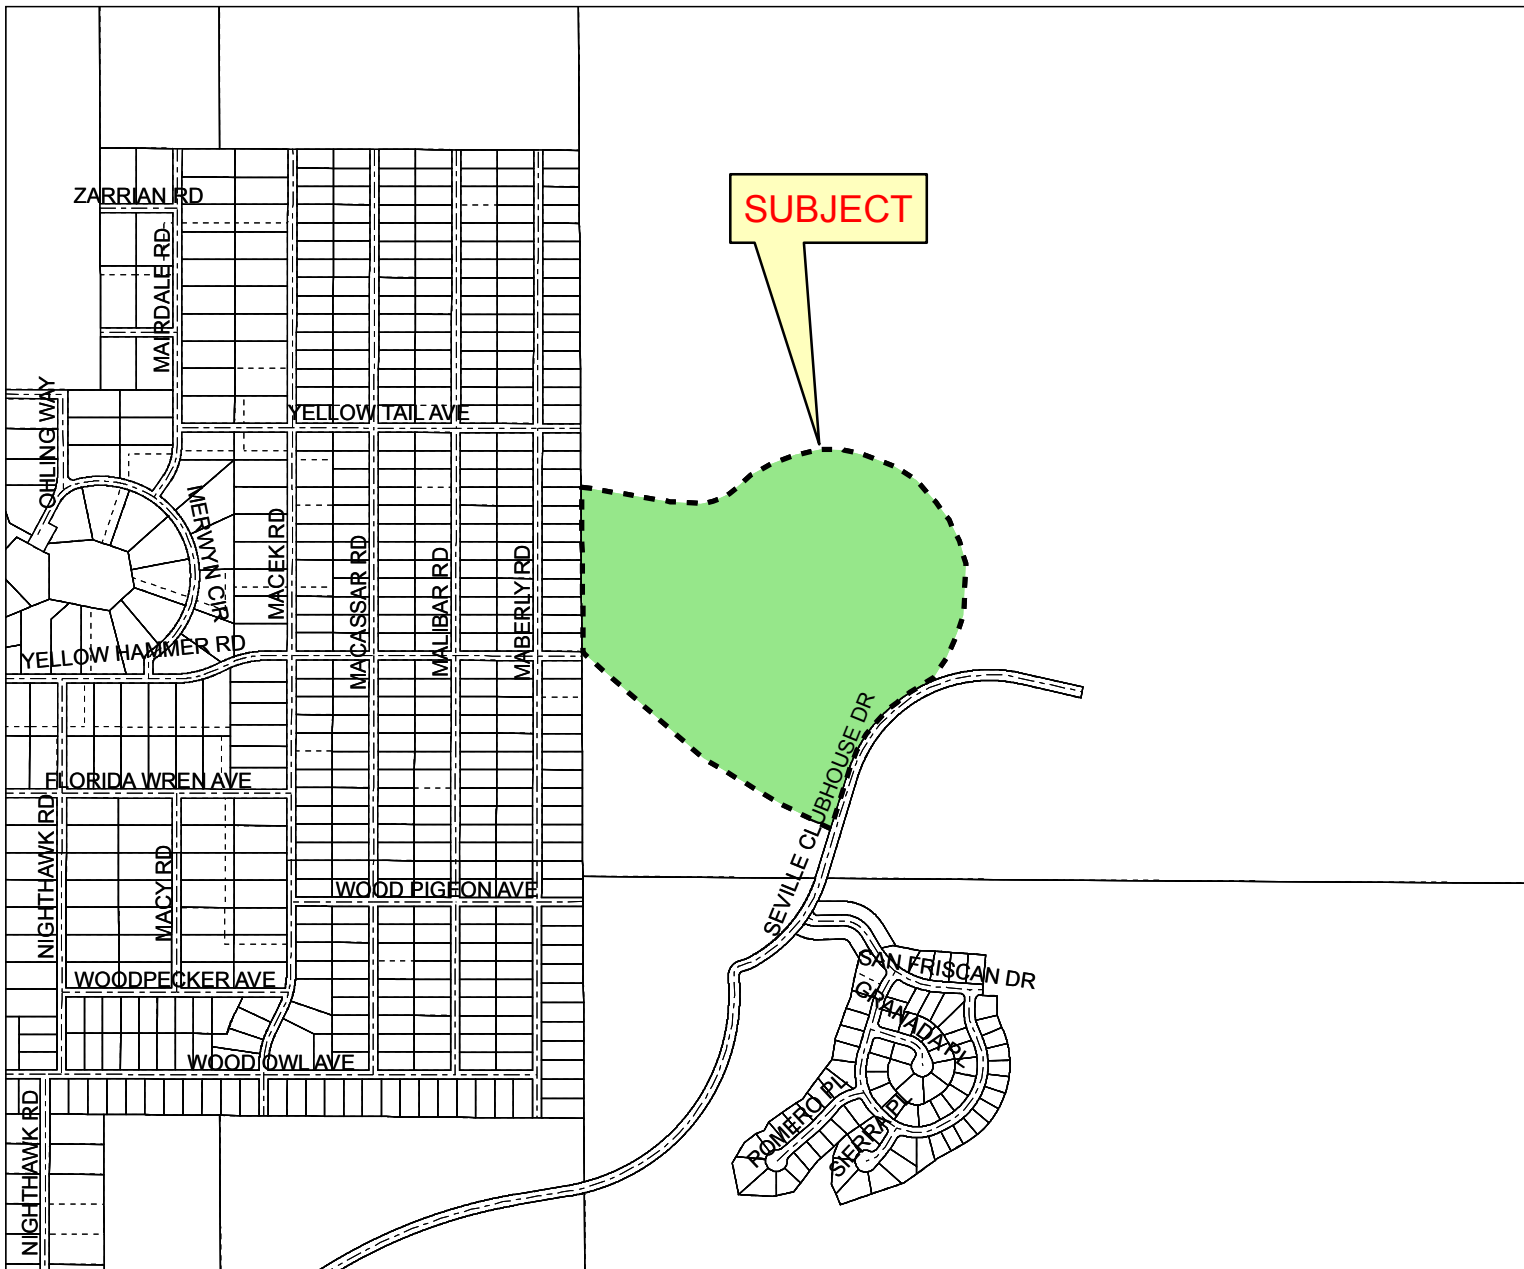 ZARRIAN RD
SUBJECT
MAIRDALE RD
OHLING WAY
YELLOW TAIL AVE
MERWYN CIR
MACEK RD
MACASSAR RD
MALIBAR RD
MABERLY RD
YELLOW HAMMER RD
SEVILLE CLUBHOUSE DR
FLORIDA WREN AVE
NIGHTHAWK RD
MACY RD
WOOD PIGEON AVE
WOODPECKER AVE
SAN FRISCAN DR
GRANADA PL
WOOD OWL AVE
ROMERO PL
SIERRA PL
NIGHTHAWK RD